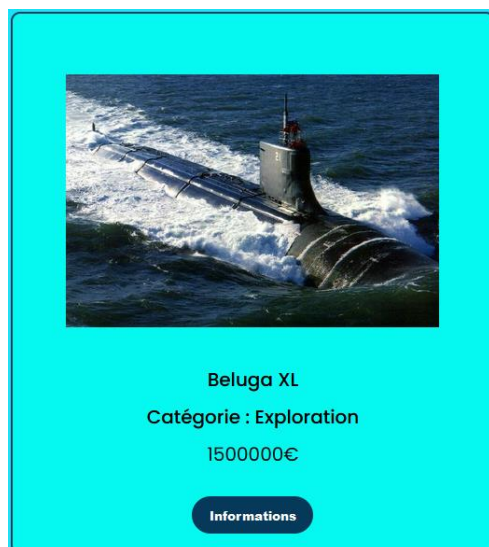 Beluga XL
Catégorie : Exploration
1500000€
Informations